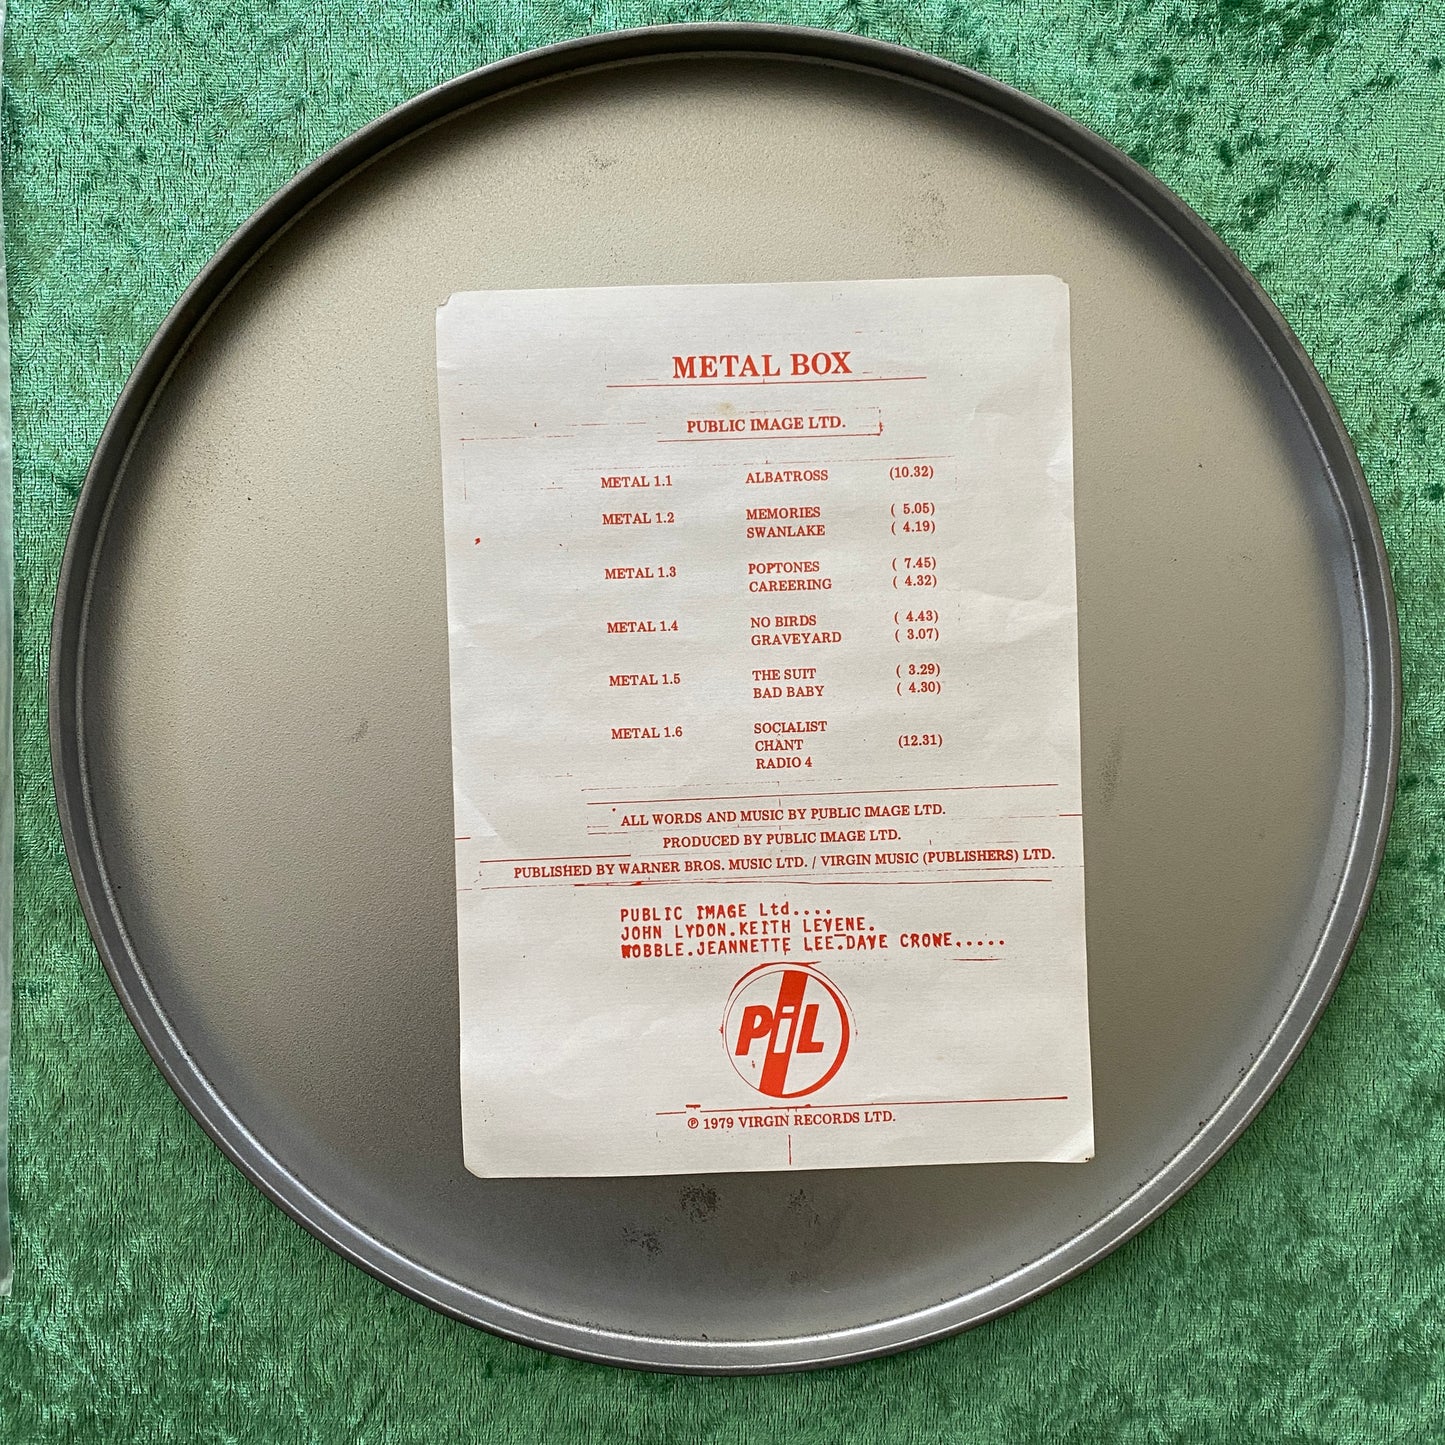 METAL BOX
PUBLIC IMAGE LTD.
METAL 1.1 ALBATROSS (10.32)
METAL 1.2 MEMORIES ( 5.05)
SWANLAKE ( 4.19)
METAL 1.3 POPTONES ( 7.45)
CAREERING ( 4.32)
METAL 1.4 NO BIRDS ( 4.43)
GRAVEYARD ( 3.07)
METAL 1.5 THE SUIT ( 3.29)
BAD BABY ( 4.30)
METAL 1.6 SOCIALIST
CHANT (12.31)
RADIO 4
ALL WORDS AND MUSIC BY PUBLIC IMAGE LTD.
PRODUCED BY PUBLIC IMAGE LTD.
PUBLISHED BY WARNER BROS. MUSIC LTD. / VIRGIN MUSIC (PUBLISHERS) LTD.
PUBLIC IMAGE Ltd....
JOHN LYDON.KEITH LEVENE.
WOBBLE.JEANNETTE LEE.DAVE CROWE.....
PiL
℗ 1979 VIRGIN RECORDS LTD.